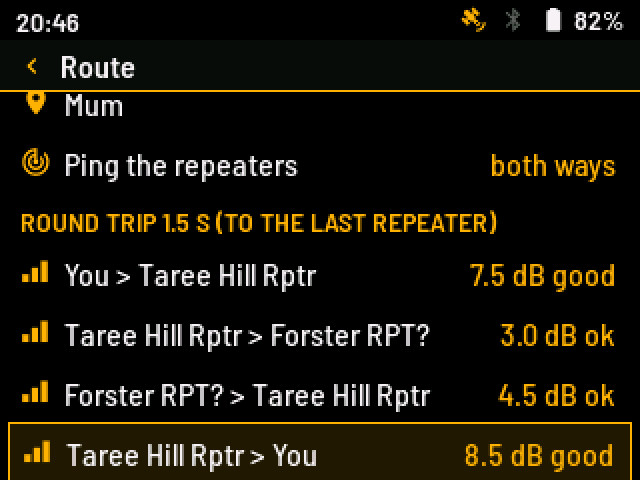 20:46
82%
Route
Mum
Ping the repeaters both ways
ROUND TRIP 1.5 S (TO THE LAST REPEATER)
You > Taree Hill Rptr 7.5 dB good
Taree Hill Rptr > Forster RPT? 3.0 dB ok
Forster RPT? > Taree Hill Rptr 4.5 dB ok
Taree Hill Rptr > You 8.5 dB good